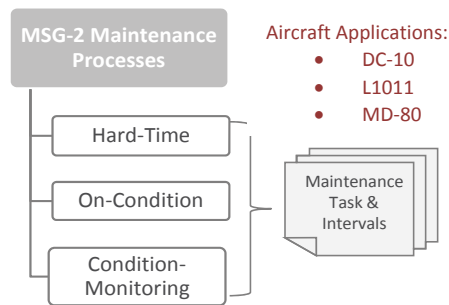 MSG-2 Maintenance
Processes
Aircraft Applications:
• DC-10
• L1011
• MD-80
Hard-Time
On-Condition
Condition-
Monitoring
Maintenance
Task &
Intervals